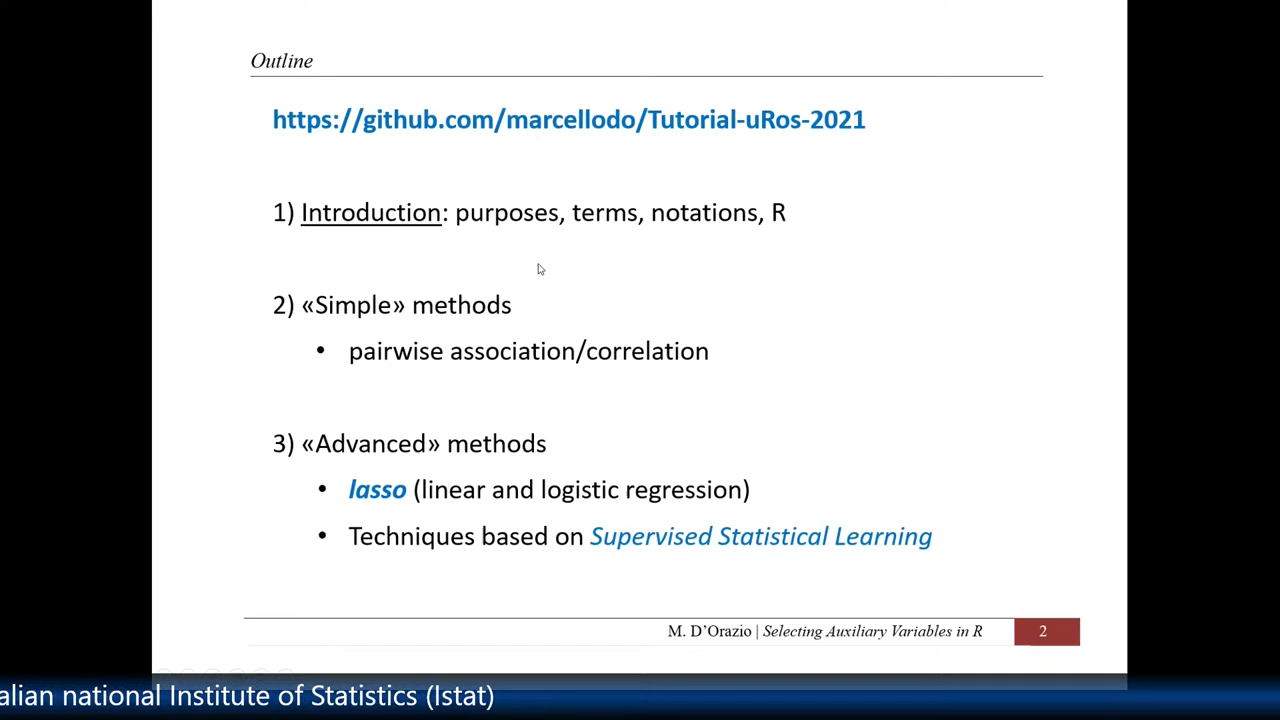 Outline
https://github.com/marcellodo/Tutorial-uRos-2021
1) Introduction: purposes, terms, notations, R
2) «Simple» methods
• pairwise association/correlation
3) «Advanced» methods
• lasso (linear and logistic regression)
• Techniques based on Supervised Statistical Learning
M. D'Orazio | Selecting Auxiliary Variables in R 2
alian national Institute of Statistics (Istat)